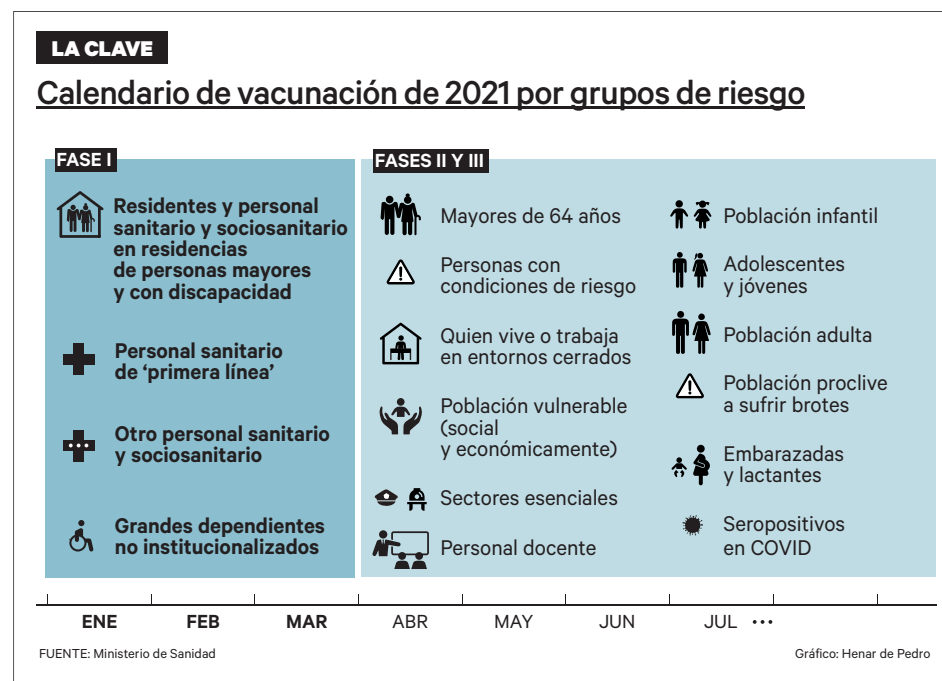 LA CLAVE
Calendario de vacunación de 2021 por grupos de riesgo
FASE I
Residentes y personal
sanitario y sociosanitario
en residencias
de personas mayores
y con discapacidad
Personal sanitario
de ‘primera línea’
Otro personal sanitario
y sociosanitario
Grandes dependientes
no institucionalizados
FASES II Y III
Mayores de 64 años
Personas con
condiciones de riesgo
Quien vive o trabaja
en entornos cerrados
Población vulnerable
(social
y económicamente)
Sectores esenciales
Personal docente
Población infantil
Adolescentes
y jóvenes
Población adulta
Población proclive
a sufrir brotes
Embarazadas
y lactantes
Seropositivos
en COVID
ENE FEB MAR ABR MAY JUN JUL ...
FUENTE: Ministerio de Sanidad
Gráfico: Henar de Pedro